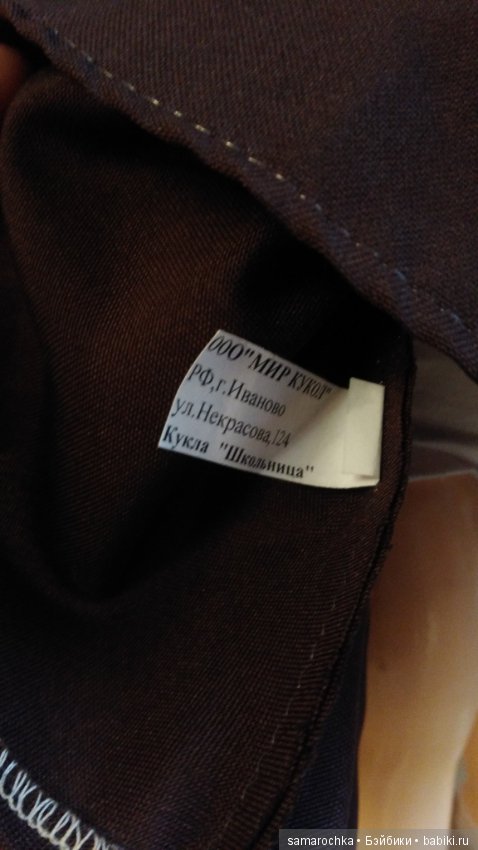 ООО"МИР КУКОЛ"
РФ,г.Иваново
ул.Некрасова,124
Кукла "Школьница"
samarochka • Бэйбики • babiki.ru